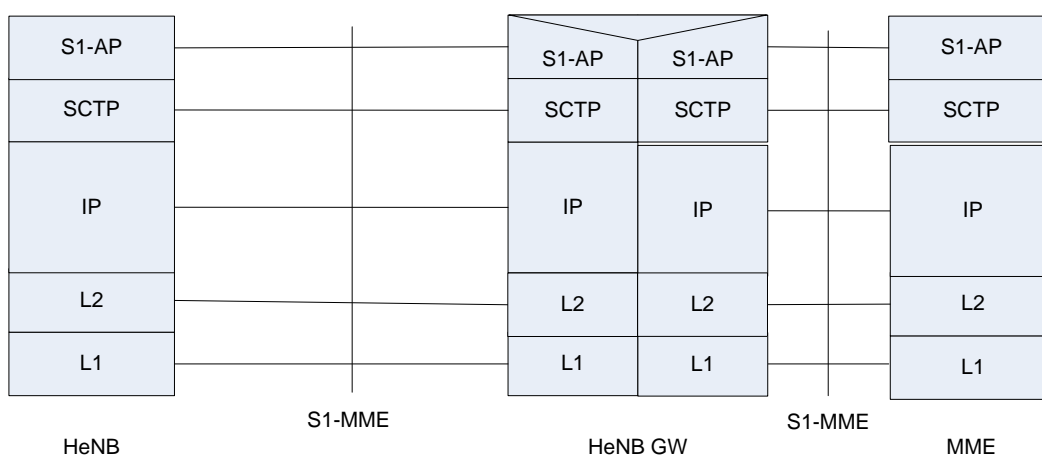 S1-AP
SCTP
IP
L2
L1
HeNB
S1-MME
S1-AP S1-AP
SCTP SCTP
IP IP
L2 L2
L1 L1
HeNB GW
S1-MME
S1-AP
SCTP
IP
L2
L1
MME